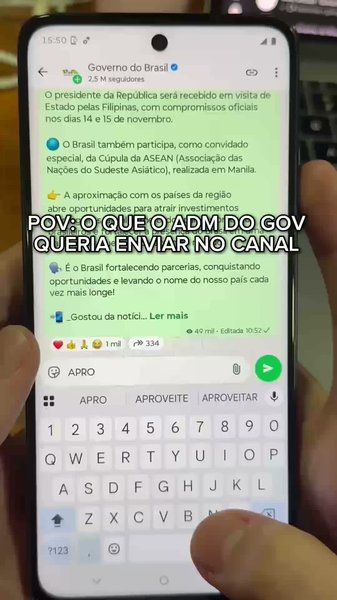 15:50
Governo do Brasil
2,5 M seguidores
O presidente da República será recebido em visita de
Estado pelas Filipinas, com compromissos oficiais
nos dias 14 e 15 de novembro.
O Brasil também participa, como convidado
especial, da Cúpula da ASEAN (Associação das
Nações do Sudeste Asiático), realizada em Manila.
A aproximação com os países da região
abre oportunidades para atrair investimentos
POV: O QUE O ADM DO GOV
QUERIA ENVIAR NO CANAL
É o Brasil fortalecendo parcerias, conquistando
oportunidades e levando o nome do nosso país cada
vez mais longe!
_Gostou da notíci... Ler mais
49 mil • Editada 10:52
1 mil
334
APRO
APRO APROVEITE APROVEITAR
1 2 3 4 5 6 7 8 9 0
Q W E R T Y U I O P
A S D F G H J K L
Z X C V B
?123 ,